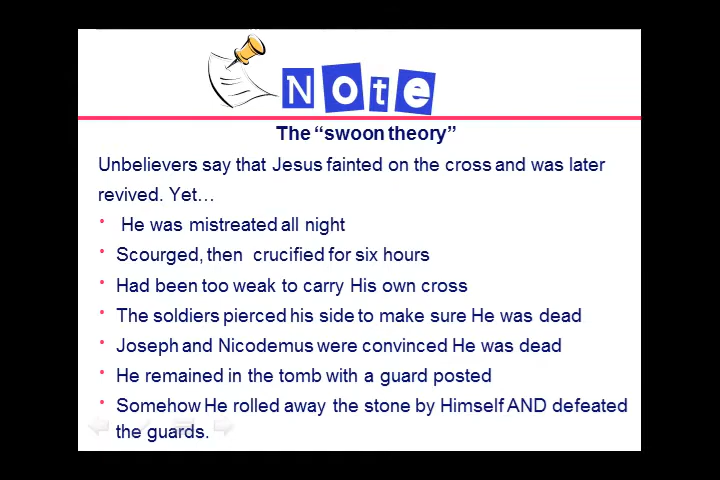 Note
The “swoon theory”
Unbelievers say that Jesus fainted on the cross and was later
revived. Yet…
• He was mistreated all night
• Scourged, then crucified for six hours
• Had been too weak to carry His own cross
• The soldiers pierced his side to make sure He was dead
• Joseph and Nicodemus were convinced He was dead
• He remained in the tomb with a guard posted
• Somehow He rolled away the stone by Himself AND defeated
the guards.